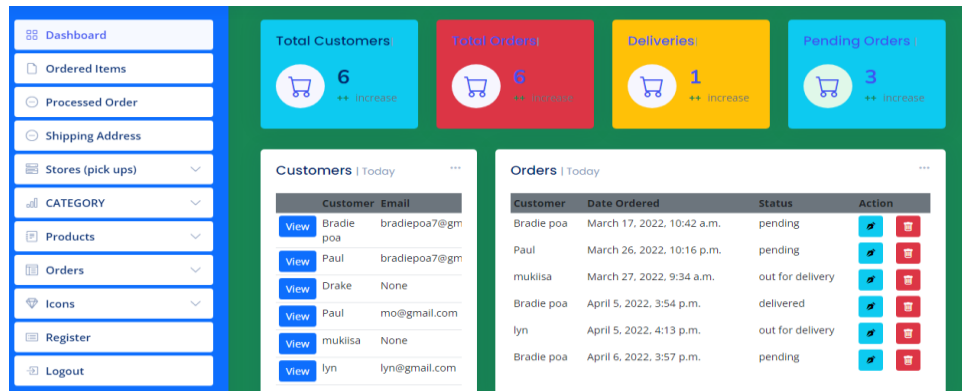 Dashboard
Ordered Items
Processed Order
Shipping Address
Stores (pick ups)
CATEGORY
Products
Orders
Icons
Register
Logout
Total Customers|
6
++ increase
Total Orders|
6
++ increase
Deliveries|
1
++ increase
Pending Orders |
3
++ increase
Customers | Today ...
Customer Email
View Bradie bradiepoa7@gm
poa
View Paul bradiepoa7@gm
View Drake None
View Paul mo@gmail.com
View mukiisa None
View lyn lyn@gmail.com
Orders | Today ...
Customer Date Ordered Status Action
Bradie poa March 17, 2022, 10:42 a.m. pending
Paul March 26, 2022, 10:16 p.m. pending
mukiisa March 27, 2022, 9:34 a.m. out for delivery
Bradie poa April 5, 2022, 3:54 p.m. delivered
lyn April 5, 2022, 4:13 p.m. out for delivery
Bradie poa April 6, 2022, 3:57 p.m. pending